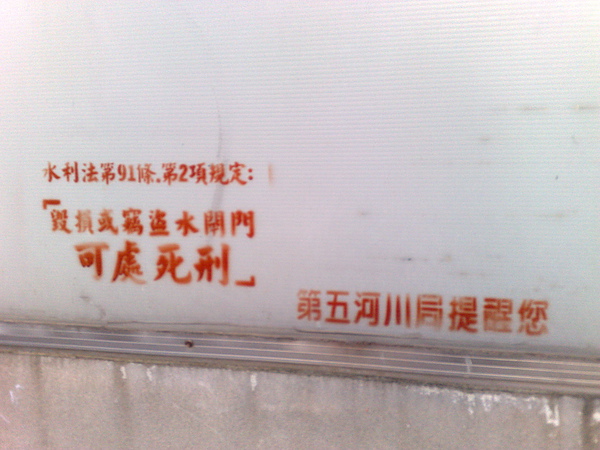 水利法第91條.第2項規定:
「毀損或竊盜水閘門
可處死刑」
第五河川局提醒您